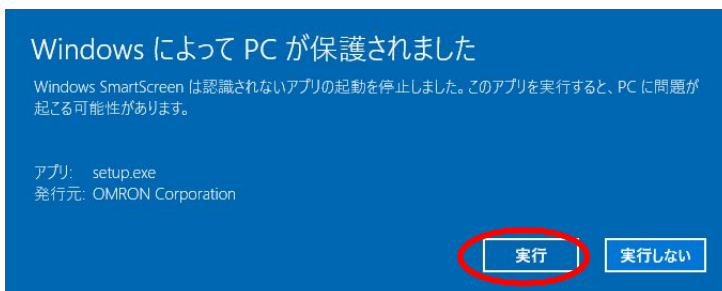 Windows によって PC が保護されました
Windows SmartScreen は認識されないアプリの起動を停止しました。このアプリを実行すると、PC に問題が
起こる可能性があります。
アプリ: setup.exe
発行元: OMRON Corporation
実行
実行しない